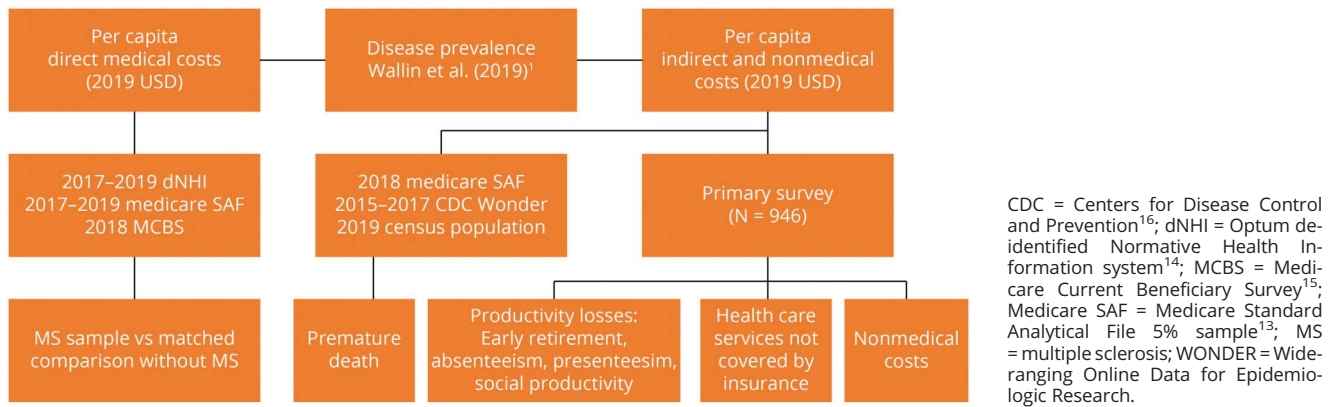 Per capita
direct medical costs
(2019 USD)
Disease prevalence
Wallin et al. (2019)¹
Per capita
indirect and nonmedical
costs (2019 USD)
2017–2019 dNHI
2017–2019 medicare SAF
2018 MCBS
2018 medicare SAF
2015–2017 CDC Wonder
2019 census population
Primary survey
(N = 946)
MS sample vs matched
comparison without MS
Premature
death
Productivity losses:
Early retirement,
absenteeism, presenteesim,
social productivity
Health care
services not
covered by
insurance
Nonmedical
costs
CDC = Centers for Disease Control
and Prevention¹⁶; dNHI = Optum de-
identified Normative Health In-
formation system¹⁴; MCBS = Medi-
care Current Beneficiary Survey¹⁵;
Medicare SAF = Medicare Standard
Analytical File 5% sample¹³; MS
= multiple sclerosis; WONDER = Wide-
ranging Online Data for Epidemio-
logic Research.